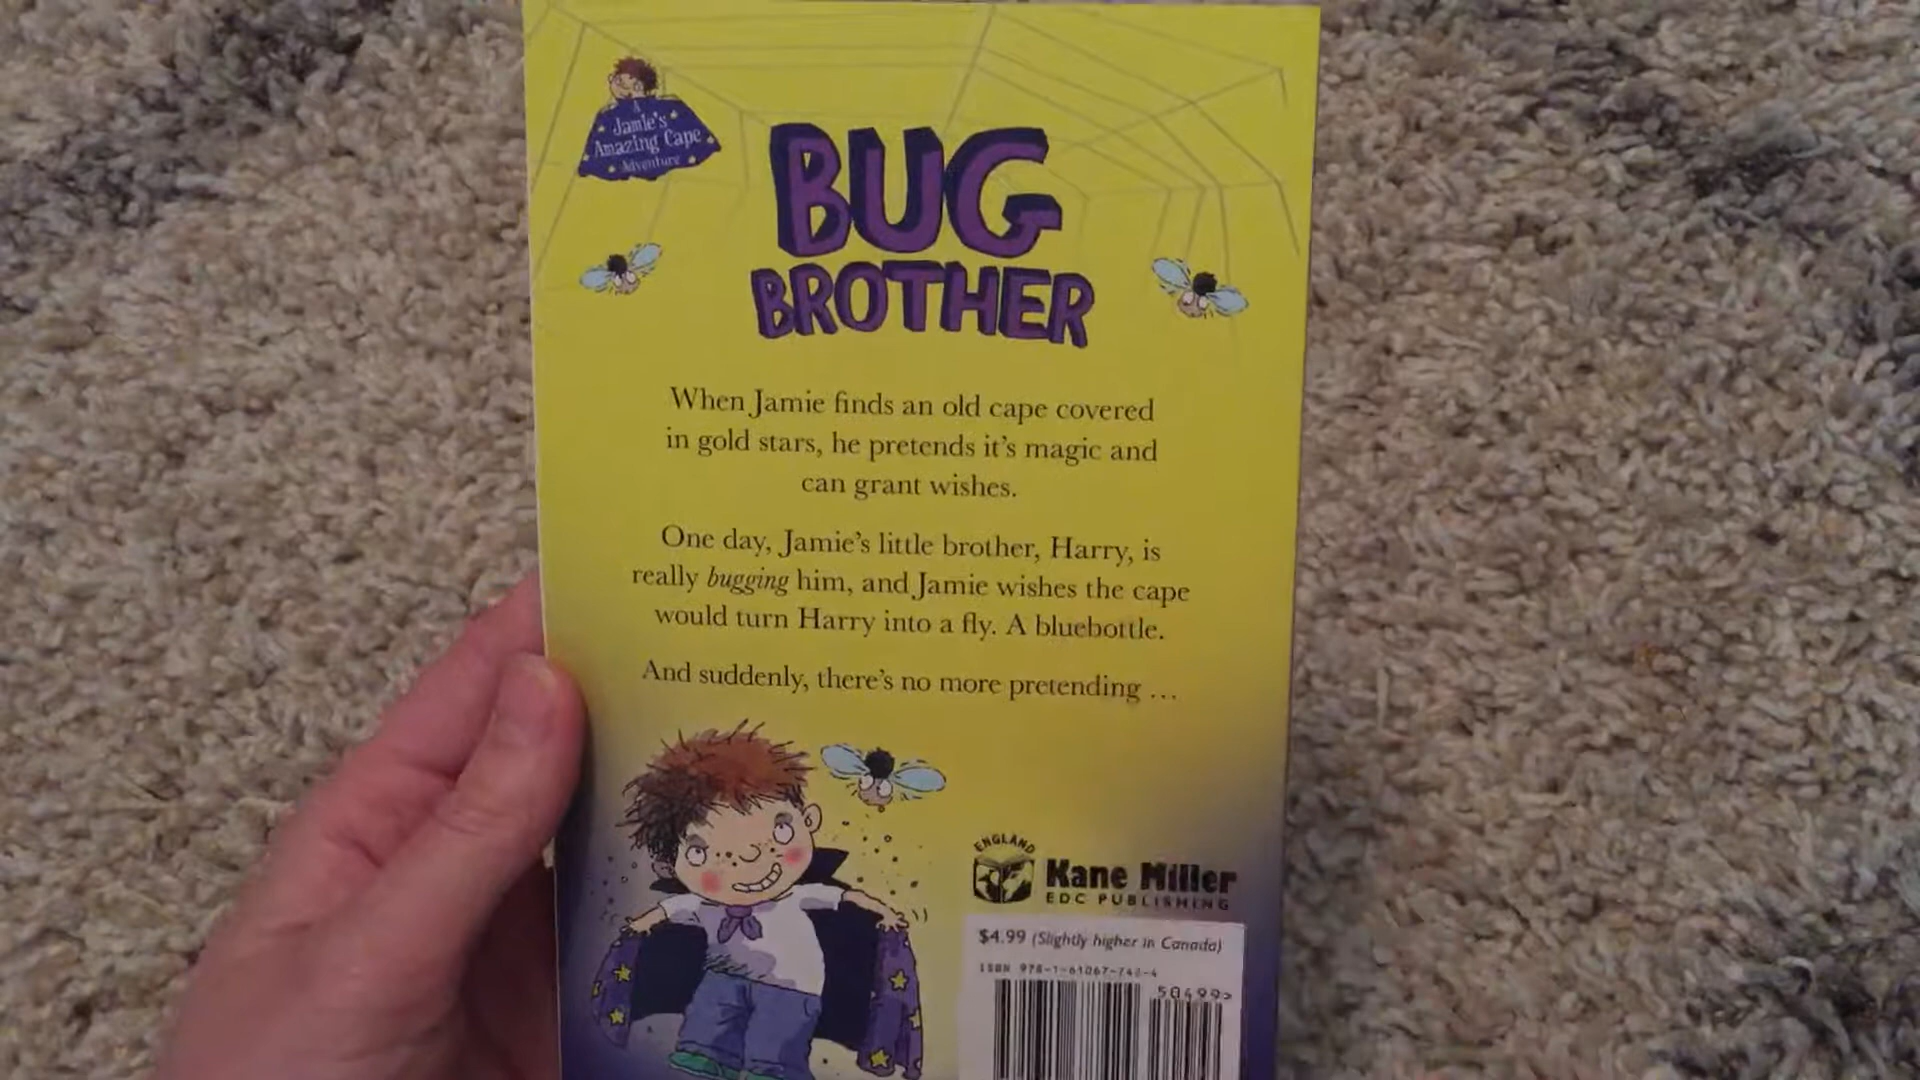 A
Jamie's
Amazing Cape
Adventure
BUG
BROTHER
When Jamie finds an old cape covered
in gold stars, he pretends it's magic and
can grant wishes.
One day, Jamie's little brother, Harry, is
really bugging him, and Jamie wishes the cape
would turn Harry into a fly. A bluebottle.
And suddenly, there's no more pretending …
ENGLAND
Kane Miller
EDC PUBLISHING
$4.99 (Slightly higher in Canada)
ISBN
50499>